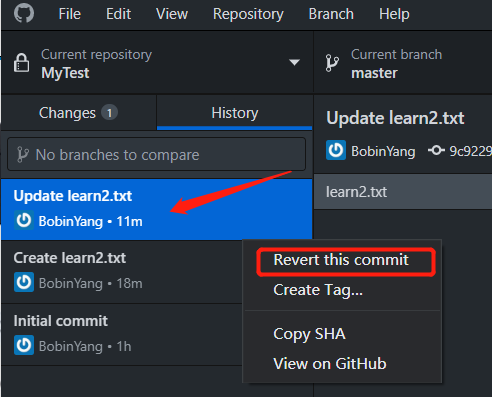 File Edit View Repository Branch Help
Current repository
MyTest
Current branch
master
Changes 1
History
No branches to compare
Update learn2.txt
BobinYang • 11m
Create learn2.txt
BobinYang • 18m
Initial commit
BobinYang • 1h
Update learn2.txt
BobinYang 9c9229
learn2.txt
Revert this commit
Create Tag...
Copy SHA
View on GitHub